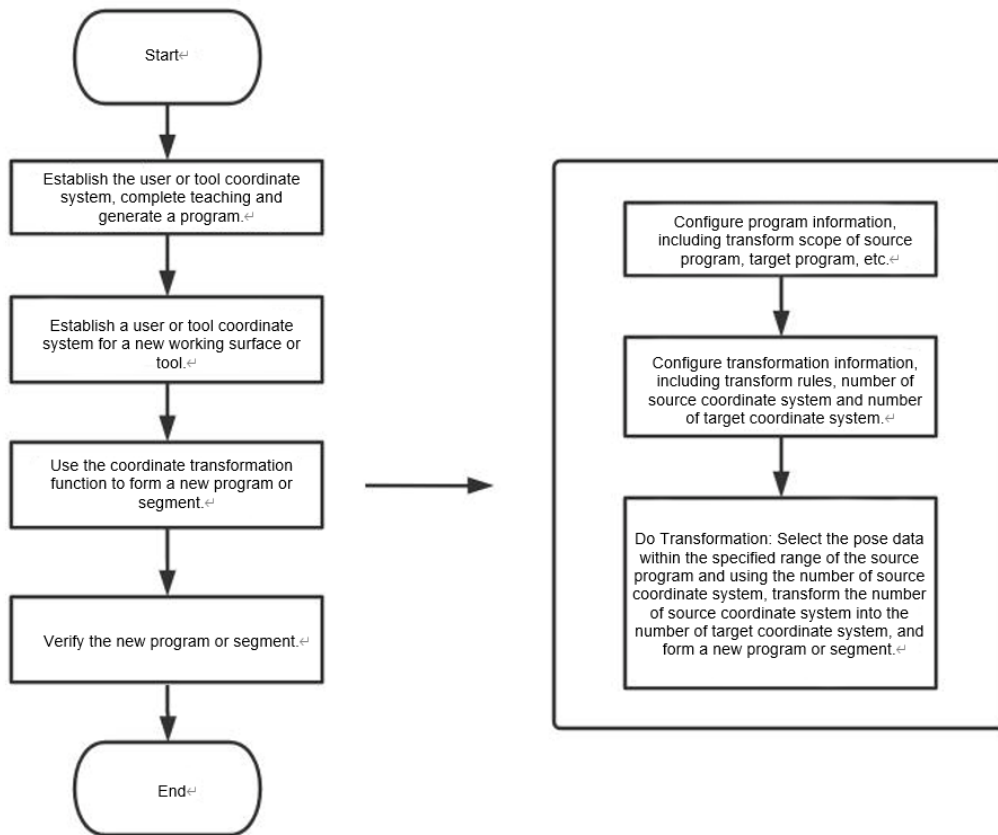 Start↵
Establish the user or tool coordinate
system, complete teaching and
generate a program.↵
Establish a user or tool coordinate
system for a new working surface or
tool.↵
Use the coordinate transformation
function to form a new program or
segment.↵
Verify the new program or segment.↵
End↵
Configure program information,
including transform scope of source
program, target program, etc.↵
Configure transformation information,
including transform rules, number of
source coordinate system and number
of target coordinate system.↵
Do Transformation: Select the pose data
within the specified range of the source
program and using the number of source
coordinate system, transform the number
of source coordinate system into the
number of target coordinate system, and
form a new program or segment.↵